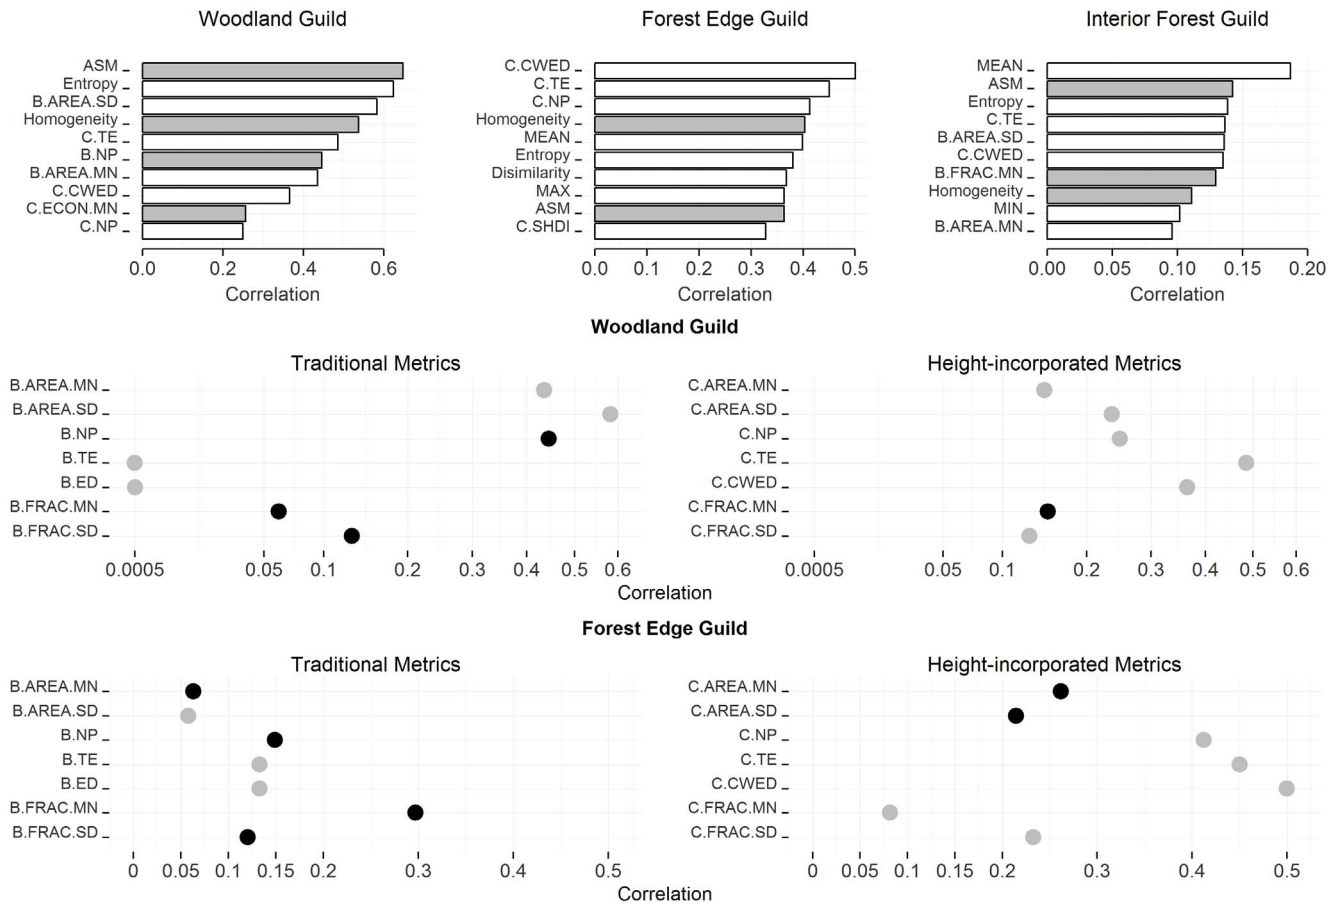 Woodland Guild
ASM
Entropy
B.AREA.SD
Homogeneity
C.TE
B.NP
B.AREA.MN
C.CWED
C.ECON.MN
C.NP
0.0 0.2 0.4 0.6
Correlation
Forest Edge Guild
C.CWED
C.TE
C.NP
Homogeneity
MEAN
Entropy
Disimilarity
MAX
ASM
C.SHDI
0.0 0.1 0.2 0.3 0.4 0.5
Correlation
Interior Forest Guild
MEAN
ASM
Entropy
C.TE
B.AREA.SD
C.CWED
B.FRAC.MN
Homogeneity
MIN
B.AREA.MN
0.00 0.05 0.10 0.15 0.20
Correlation
Woodland Guild
Traditional Metrics
B.AREA.MN
B.AREA.SD
B.NP
B.TE
B.ED
B.FRAC.MN
B.FRAC.SD
0.0005 0.05 0.1 0.2 0.3 0.4 0.5 0.6
Height-incorporated Metrics
C.AREA.MN
C.AREA.SD
C.NP
C.TE
C.CWED
C.FRAC.MN
C.FRAC.SD
0.0005 0.05 0.1 0.2 0.3 0.4 0.5 0.6
Correlation
Forest Edge Guild
Traditional Metrics
B.AREA.MN
B.AREA.SD
B.NP
B.TE
B.ED
B.FRAC.MN
B.FRAC.SD
0 0.05 0.1 0.15 0.2 0.3 0.4 0.5
Height-incorporated Metrics
C.AREA.MN
C.AREA.SD
C.NP
C.TE
C.CWED
C.FRAC.MN
C.FRAC.SD
0 0.05 0.1 0.15 0.2 0.3 0.4 0.5
Correlation